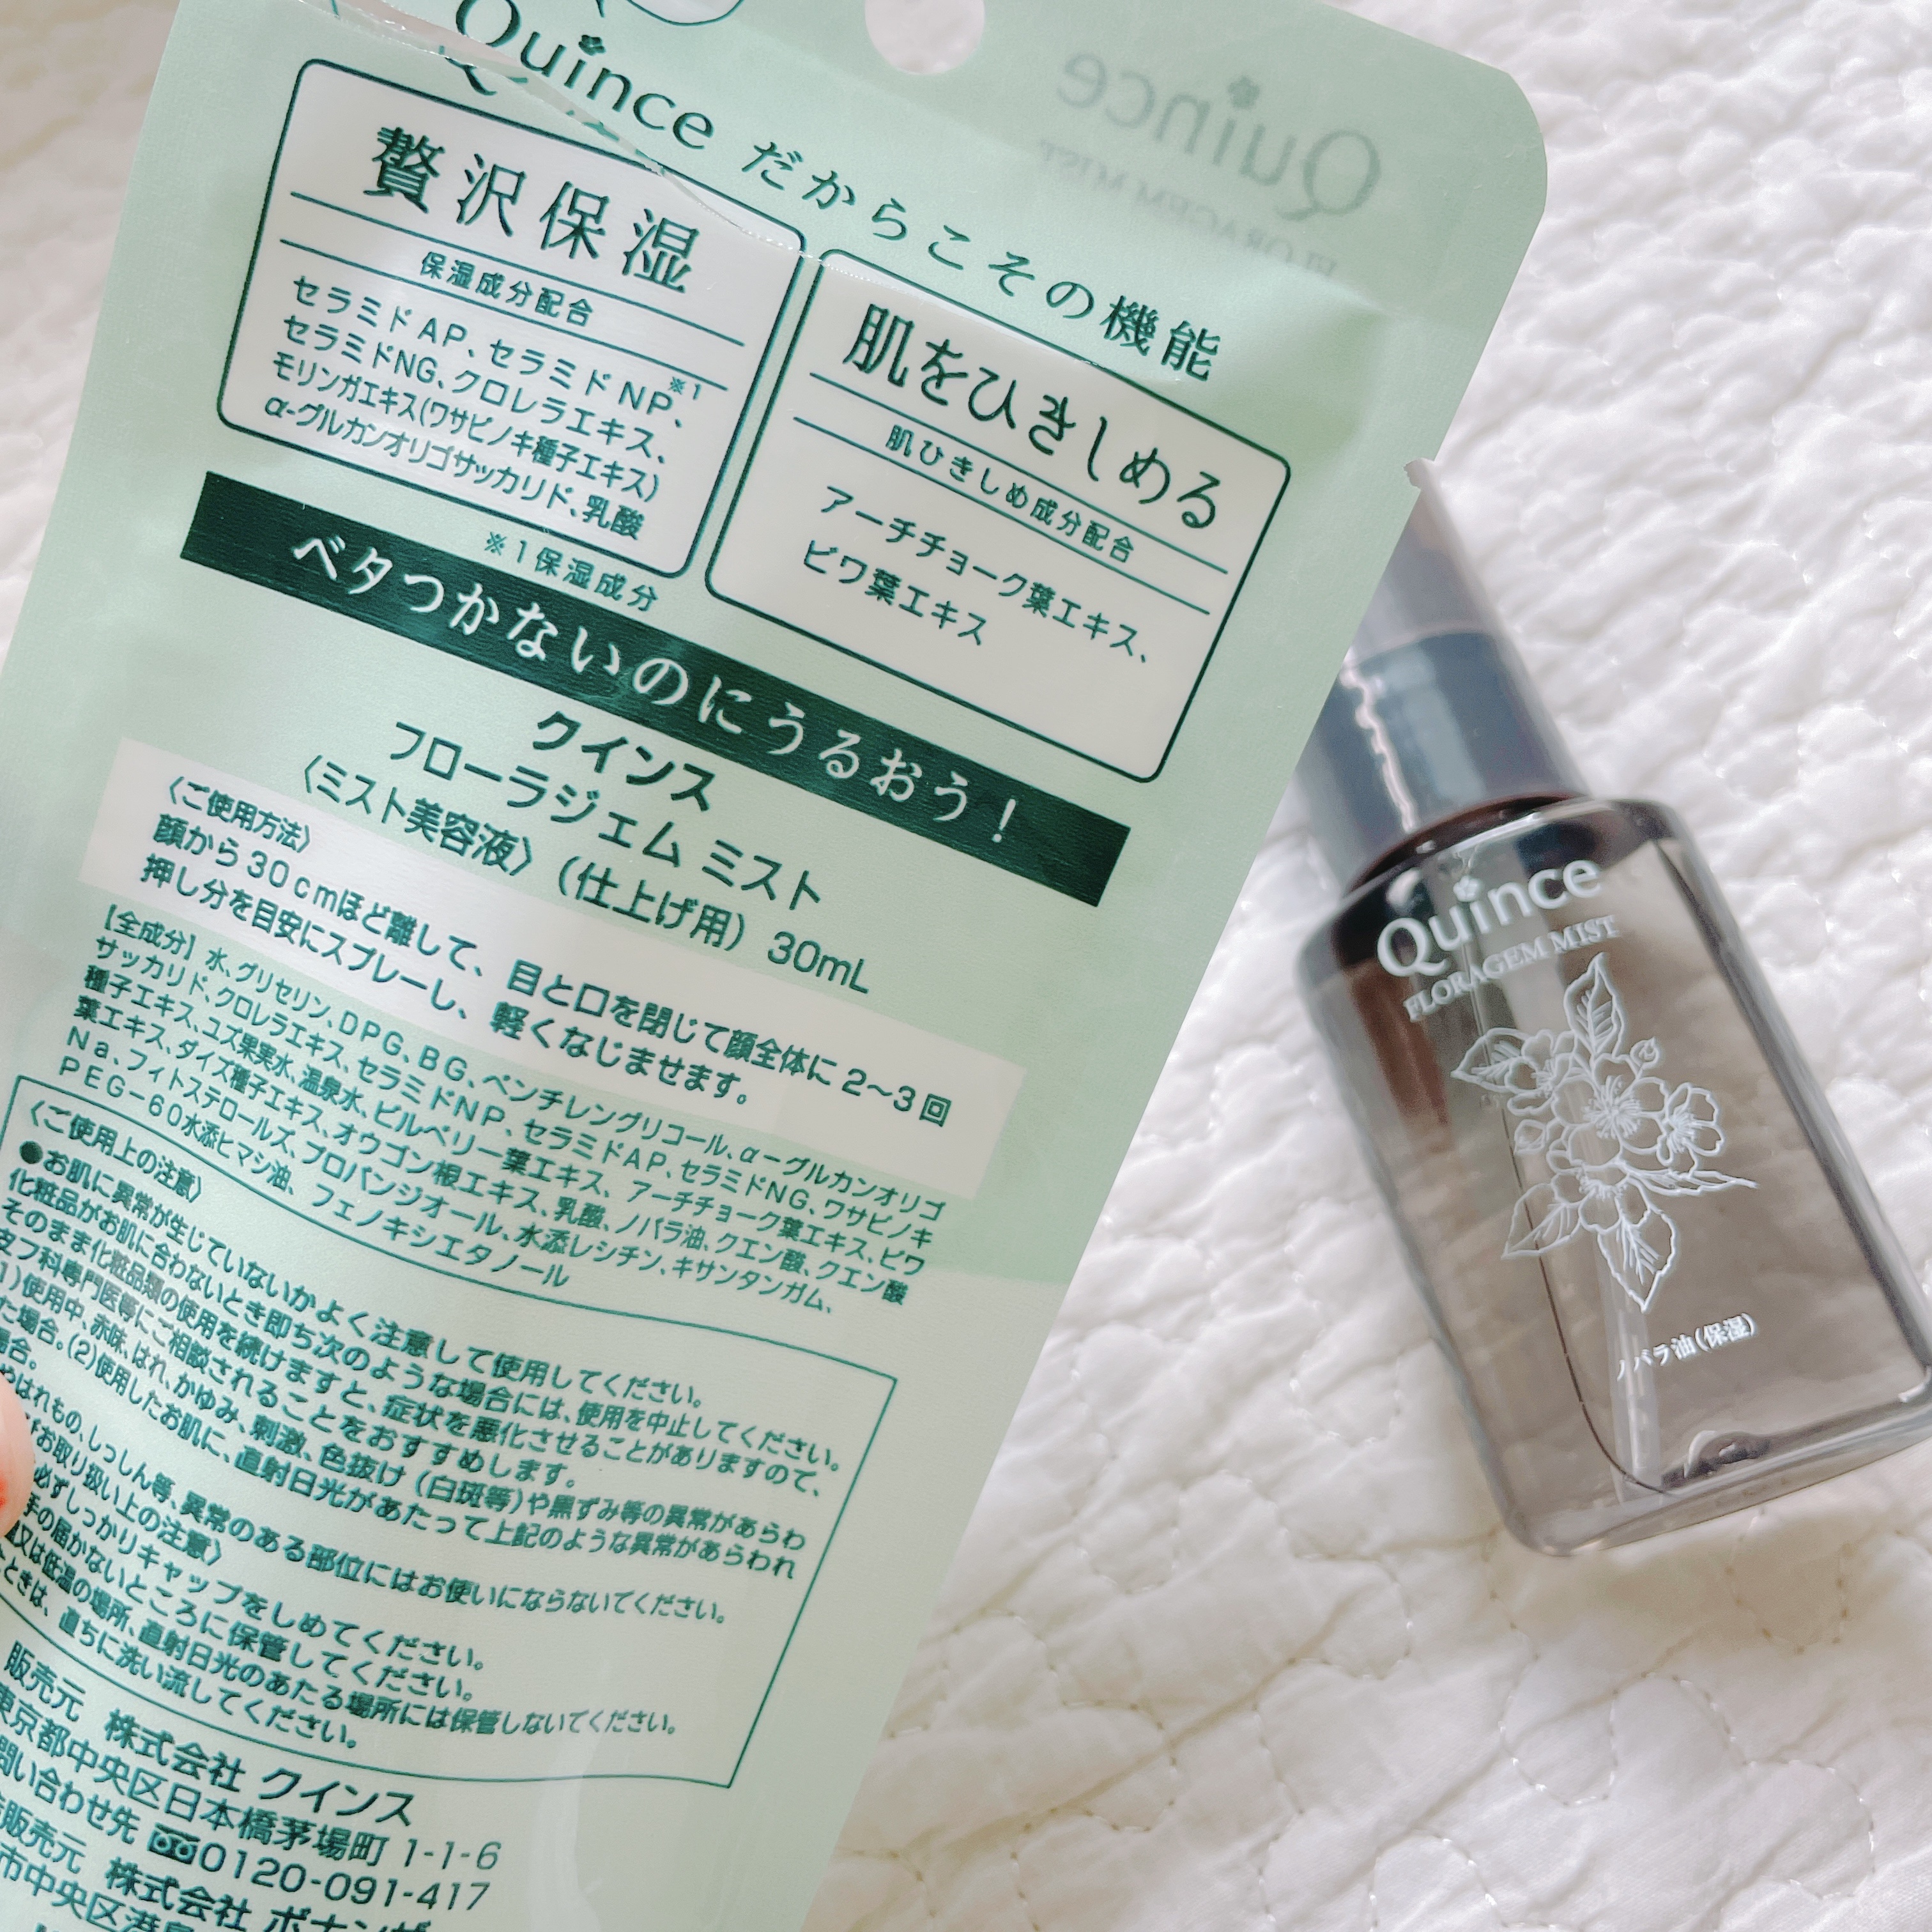 Quince だからこその機能
贅沢保湿
保湿成分配合
セラミドAP、セラミドNP※1、
セラミドNG、クロレラエキス、
モリンガエキス(ワサビノキ種子エキス)
α-グルカンオリゴサッカリド、乳酸
※1保湿成分
肌をひきしめる
肌ひきしめ成分配合
アーチチョーク葉エキス、
ビワ葉エキス
ベタつかないのにうるおう!
クインス
フローラジェム ミスト
〈ミスト美容液〉(仕上げ用) 30mL
〈ご使用方法〉
顔から30cmほど離して、目と口を閉じて顔全体に2〜3回
押し分を目安にスプレーし、軽くなじませます。
【全成分】水、グリセリン、DPG、BG、ペンチレングリコール、α-グルカンオリゴ
サッカリド、クロレラエキス、セラミドNP、セラミドAP、セラミドNG、ワサビノキ
種子エキス、ユズ果実水、温泉水、ビルベリー葉エキス、アーチチョーク葉エキス、ビワ
葉エキス、ダイズ種子エキス、オウゴン根エキス、乳酸、ノバラ油、クエン酸、クエン酸
Na、フィトステロールズ、プロパンジオール、水添レシチン、キサンタンガム、
PEG-60水添ヒマシ油、フェノキシエタノール
〈ご使用上の注意〉
●お肌に異常が生じていないかよく注意して使用してください。
化粧品がお肌に合わないとき即ち次のような場合には、使用を中止してください。
そのまま化粧品類の使用を続けますと、症状を悪化させることがありますので、
皮フ科専門医等にご相談されることをおすすめします。
(1)使用中、赤味、はれ、かゆみ、刺激、色抜け(白斑等)や黒ずみ等の異常があらわ
た場合。(2)使用したお肌に、直射日光があたって上記のような異常があらわれ
場合。
はれもの、しっしん等、異常のある部位にはお使いにならないでください。
お取り扱い上の注意〉
必ずしっかりキャップをしめてください。
手の届かないところに保管してください。
又は低温の場所、直射日光のあたる場所には保管しないでください。
ときは、直ちに洗い流してください。
販売元 株式会社 クインス
東京都中央区日本橋茅場町 1-1-6
問い合わせ先 0120-091-417
販売元 株式会社 ボナンザ
市中央区港島
Quince
FLORAGEM MIST
Quince
FLORAGEM MIST
ノバラ油(保湿)